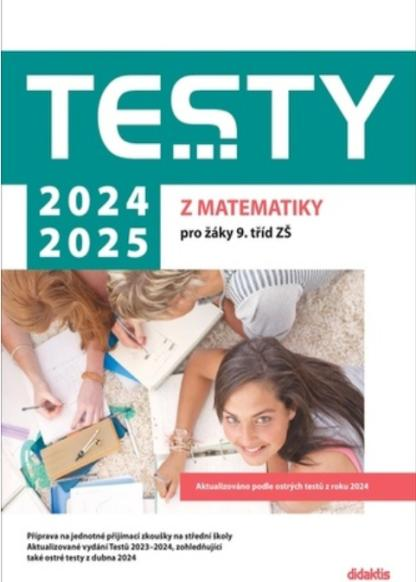 TESTY
2024
2025
Z MATEMATIKY
pro žáky 9. tříd ZŠ
Aktualizováno podle ostrých testů z roku 2024
Příprava na jednotné přijímací zkoušky na střední školy
Aktualizované vydání Testů 2023–2024, zohledňující
také ostré testy z dubna 2024
didaktis